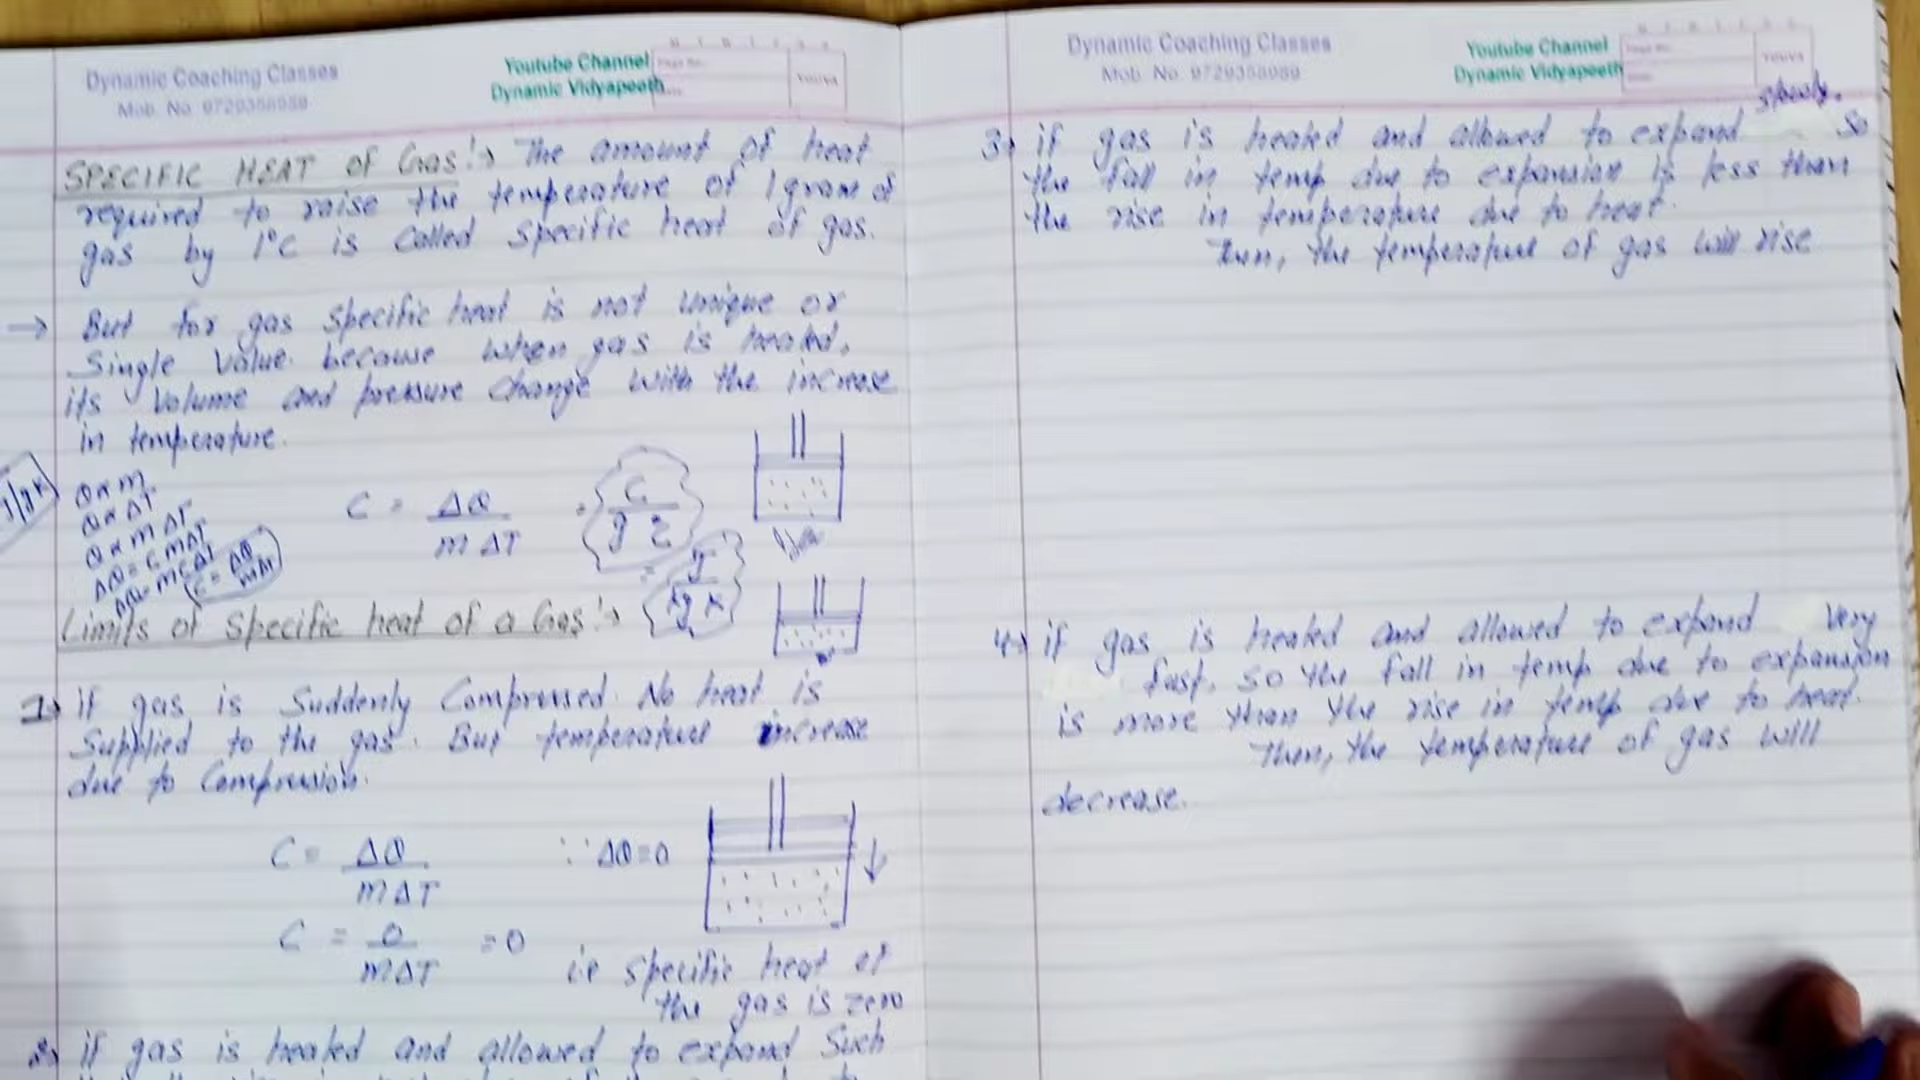 Dynamic Coaching Classes
Mob. No. 9729358989
Youtube Channel
Dynamic Vidyapeeth
SPECIFIC HEAT OF Gas :→ The amount of heat
required to raise the temperature of 1 gram of
gas by 1°C is called specific heat of gas.
→ But for gas specific heat is not unique or
single value because when gas is heated,
its volume and pressure change with the increase
in temperature.
J/gK
Q ∝ m
Q ∝ ΔT
Q ∝ m ΔT
ΔQ = C mΔT
ΔQ = mCΔT
C = ΔQ / mΔT
C = ΔQ / m ΔT
= J / kg K
Limits of specific heat of a Gas :→
1→ if gas is suddenly compressed. No heat is
supplied to the gas. But temperature increase
due to compression.
C = ΔQ / mΔT ∵ ΔQ=0
C = 0 / mΔT = 0
i.e specific heat of
the gas is zero
2→ if gas is heated and allowed to expand such
Dynamic Coaching Classes
Mob. No. 9729358989
Youtube Channel
Dynamic Vidyapeeth
YOUVA
3→ if gas is heated and allowed to expand slowly. So
the fall in temp due to expansion is less than
the rise in temperature due to heat.
Then, the temperature of gas will rise
4→ if gas is heated and allowed to expand very
fast, so the fall in temp due to expansion
is more than the rise in temp due to heat.
Then, the temperature of gas will
decrease.